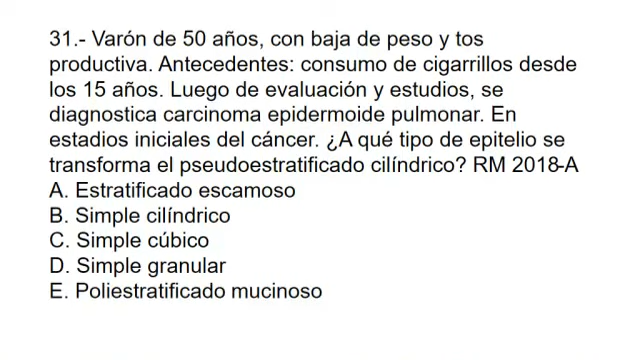 31.- Varón de 50 años, con baja de peso y tos
productiva. Antecedentes: consumo de cigarrillos desde
los 15 años. Luego de evaluación y estudios, se
diagnostica carcinoma epidermoide pulmonar. En
estadios iniciales del cáncer. ¿A qué tipo de epitelio se
transforma el pseudoestratificado cilíndrico? RM 2018-A
A. Estratificado escamoso
B. Simple cilíndrico
C. Simple cúbico
D. Simple granular
E. Poliestratificado mucinoso